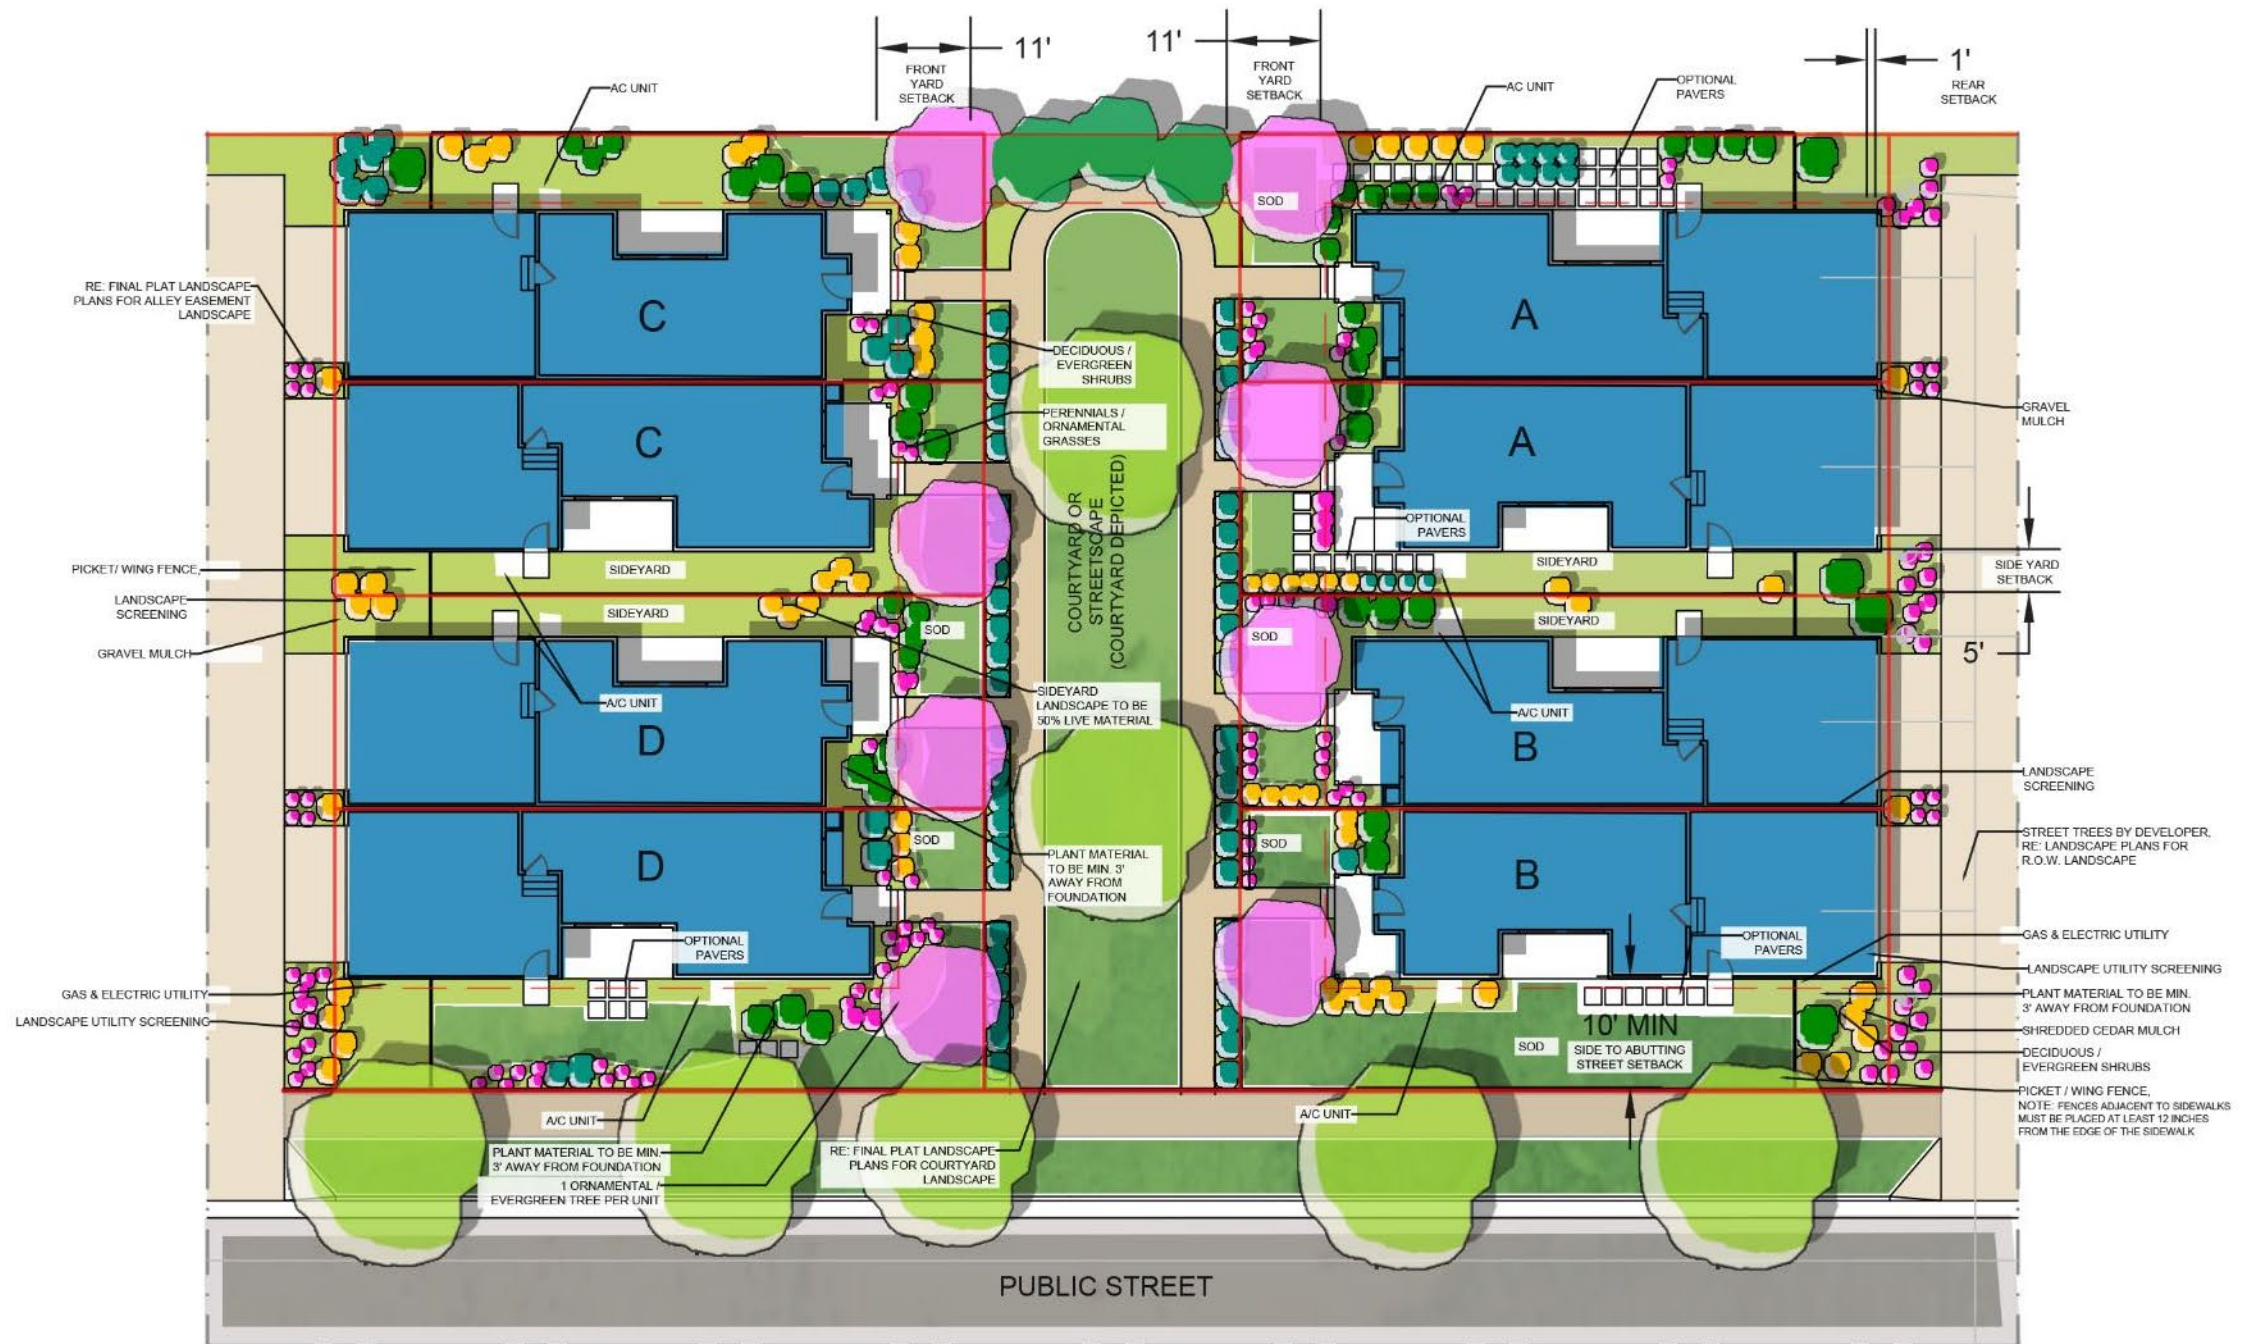 11'
FRONT
YARD
SETBACK
11'
FRONT
YARD
SETBACK
1'
REAR
SETBACK
AC UNIT
AC UNIT
OPTIONAL
PAVERS
SOD
RE: FINAL PLAT LANDSCAPE
PLANS FOR ALLEY EASEMENT
LANDSCAPE
C
A
DECIDUOUS /
EVERGREEN
SHRUBS
PERENNIALS /
ORNAMENTAL
GRASSES
C
A
GRAVEL
MULCH
COURTYARD OR
STREETSCAPE
(COURTYARD DEPICTED)
OPTIONAL
PAVERS
PICKET/ WING FENCE,
SIDEYARD
SIDEYARD
SIDE YARD
SETBACK
LANDSCAPE
SCREENING
SIDEYARD
SIDEYARD
SOD
SOD
GRAVEL MULCH
5'
A/C UNIT
SIDEYARD
LANDSCAPE TO BE
50% LIVE MATERIAL
A/C UNIT
D
B
LANDSCAPE
SCREENING
STREET TREES BY DEVELOPER,
RE: LANDSCAPE PLANS FOR
R.O.W. LANDSCAPE
SOD
SOD
PLANT MATERIAL
TO BE MIN. 3'
AWAY FROM
FOUNDATION
D
B
OPTIONAL
PAVERS
OPTIONAL
PAVERS
GAS & ELECTRIC UTILITY
LANDSCAPE UTILITY SCREENING
GAS & ELECTRIC UTILITY
LANDSCAPE UTILITY SCREENING
PLANT MATERIAL TO BE MIN.
3' AWAY FROM FOUNDATION
SHREDDED CEDAR MULCH
10' MIN
SIDE TO ABUTTING
STREET SETBACK
SOD
DECIDUOUS /
EVERGREEN SHRUBS
PICKET / WING FENCE,
NOTE: FENCES ADJACENT TO SIDEWALKS
MUST BE PLACED AT LEAST 12 INCHES
FROM THE EDGE OF THE SIDEWALK
A/C UNIT
A/C UNIT
PLANT MATERIAL TO BE MIN.
3' AWAY FROM FOUNDATION
1 ORNAMENTAL /
EVERGREEN TREE PER UNIT
RE: FINAL PLAT LANDSCAPE
PLANS FOR COURTYARD
LANDSCAPE
PUBLIC STREET